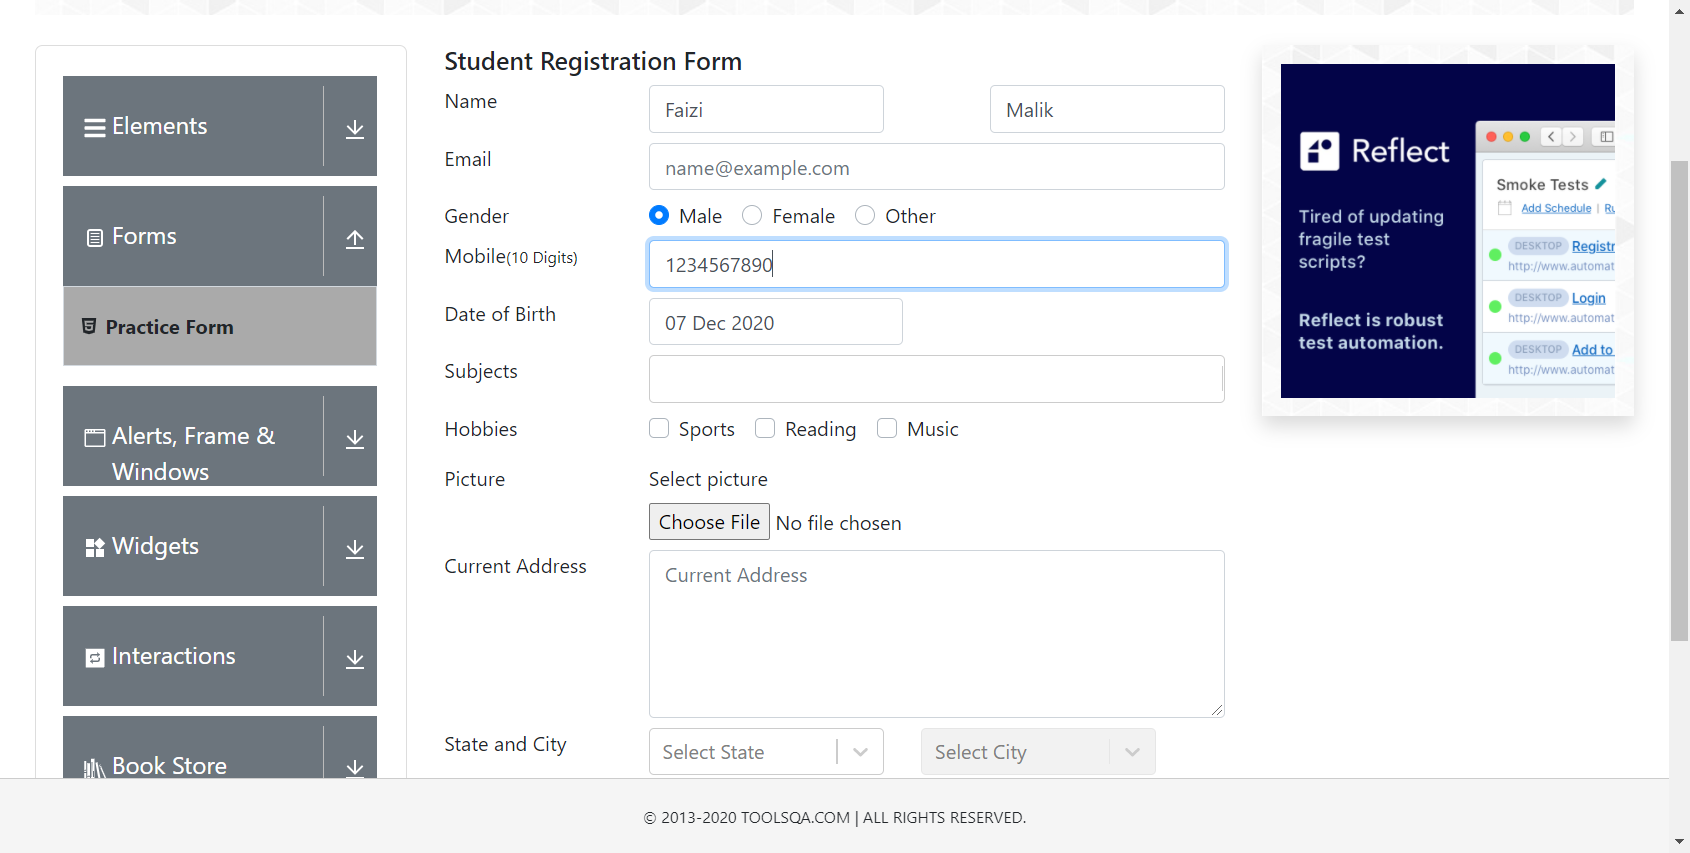 Elements
Forms
Practice Form
Alerts, Frame &
Windows
Widgets
Interactions
Book Store
Student Registration Form
Name
Faizi
Malik
Email
name@example.com
Gender
Male
Female
Other
Mobile(10 Digits)
1234567890
Date of Birth
07 Dec 2020
Subjects
Hobbies
Sports
Reading
Music
Picture
Select picture
Choose File No file chosen
Current Address
Current Address
State and City
Select State
Select City
Reflect
Tired of updating
fragile test
scripts?
Reflect is robust
test automation.
Smoke Tests
Add Schedule | Ru
DESKTOP Registr
http://www.automat
DESKTOP Login
http://www.automat
DESKTOP Add to
http://www.automat
© 2013-2020 TOOLSQA.COM | ALL RIGHTS RESERVED.